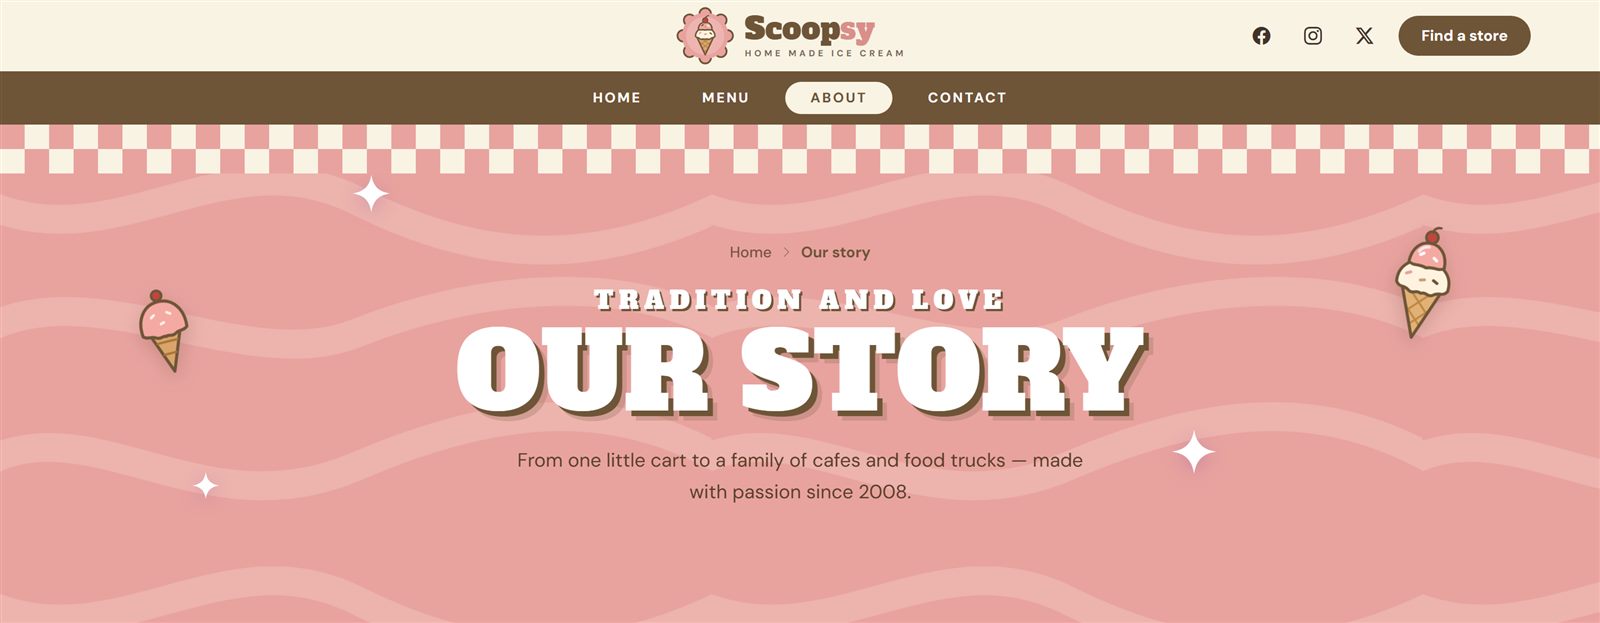 Scoopsy
HOME MADE ICE CREAM
Find a store
HOME MENU ABOUT CONTACT
Home > Our story
TRADITION AND LOVE
OUR STORY
From one little cart to a family of cafes and food trucks — made
with passion since 2008.